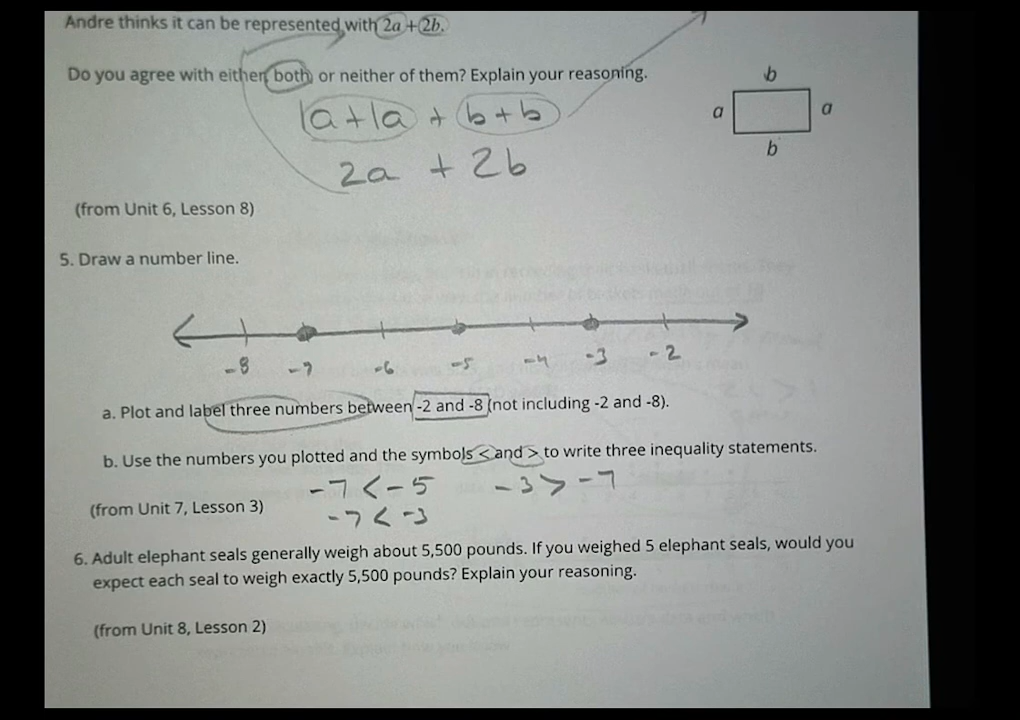 Andre thinks it can be represented with 2a + 2b.
Do you agree with either, both, or neither of them? Explain your reasoning.
b
a a
b
1a + 1a + b + b
2a + 2b
(from Unit 6, Lesson 8)
5. Draw a number line.
-8 -7 -6 -5 -4 -3 -2
a. Plot and label three numbers between -2 and -8 (not including -2 and -8).
b. Use the numbers you plotted and the symbols < and > to write three inequality statements.
-7 < -5 -3 > -7
(from Unit 7, Lesson 3)
-7 < -3
6. Adult elephant seals generally weigh about 5,500 pounds. If you weighed 5 elephant seals, would you
expect each seal to weigh exactly 5,500 pounds? Explain your reasoning.
(from Unit 8, Lesson 2)